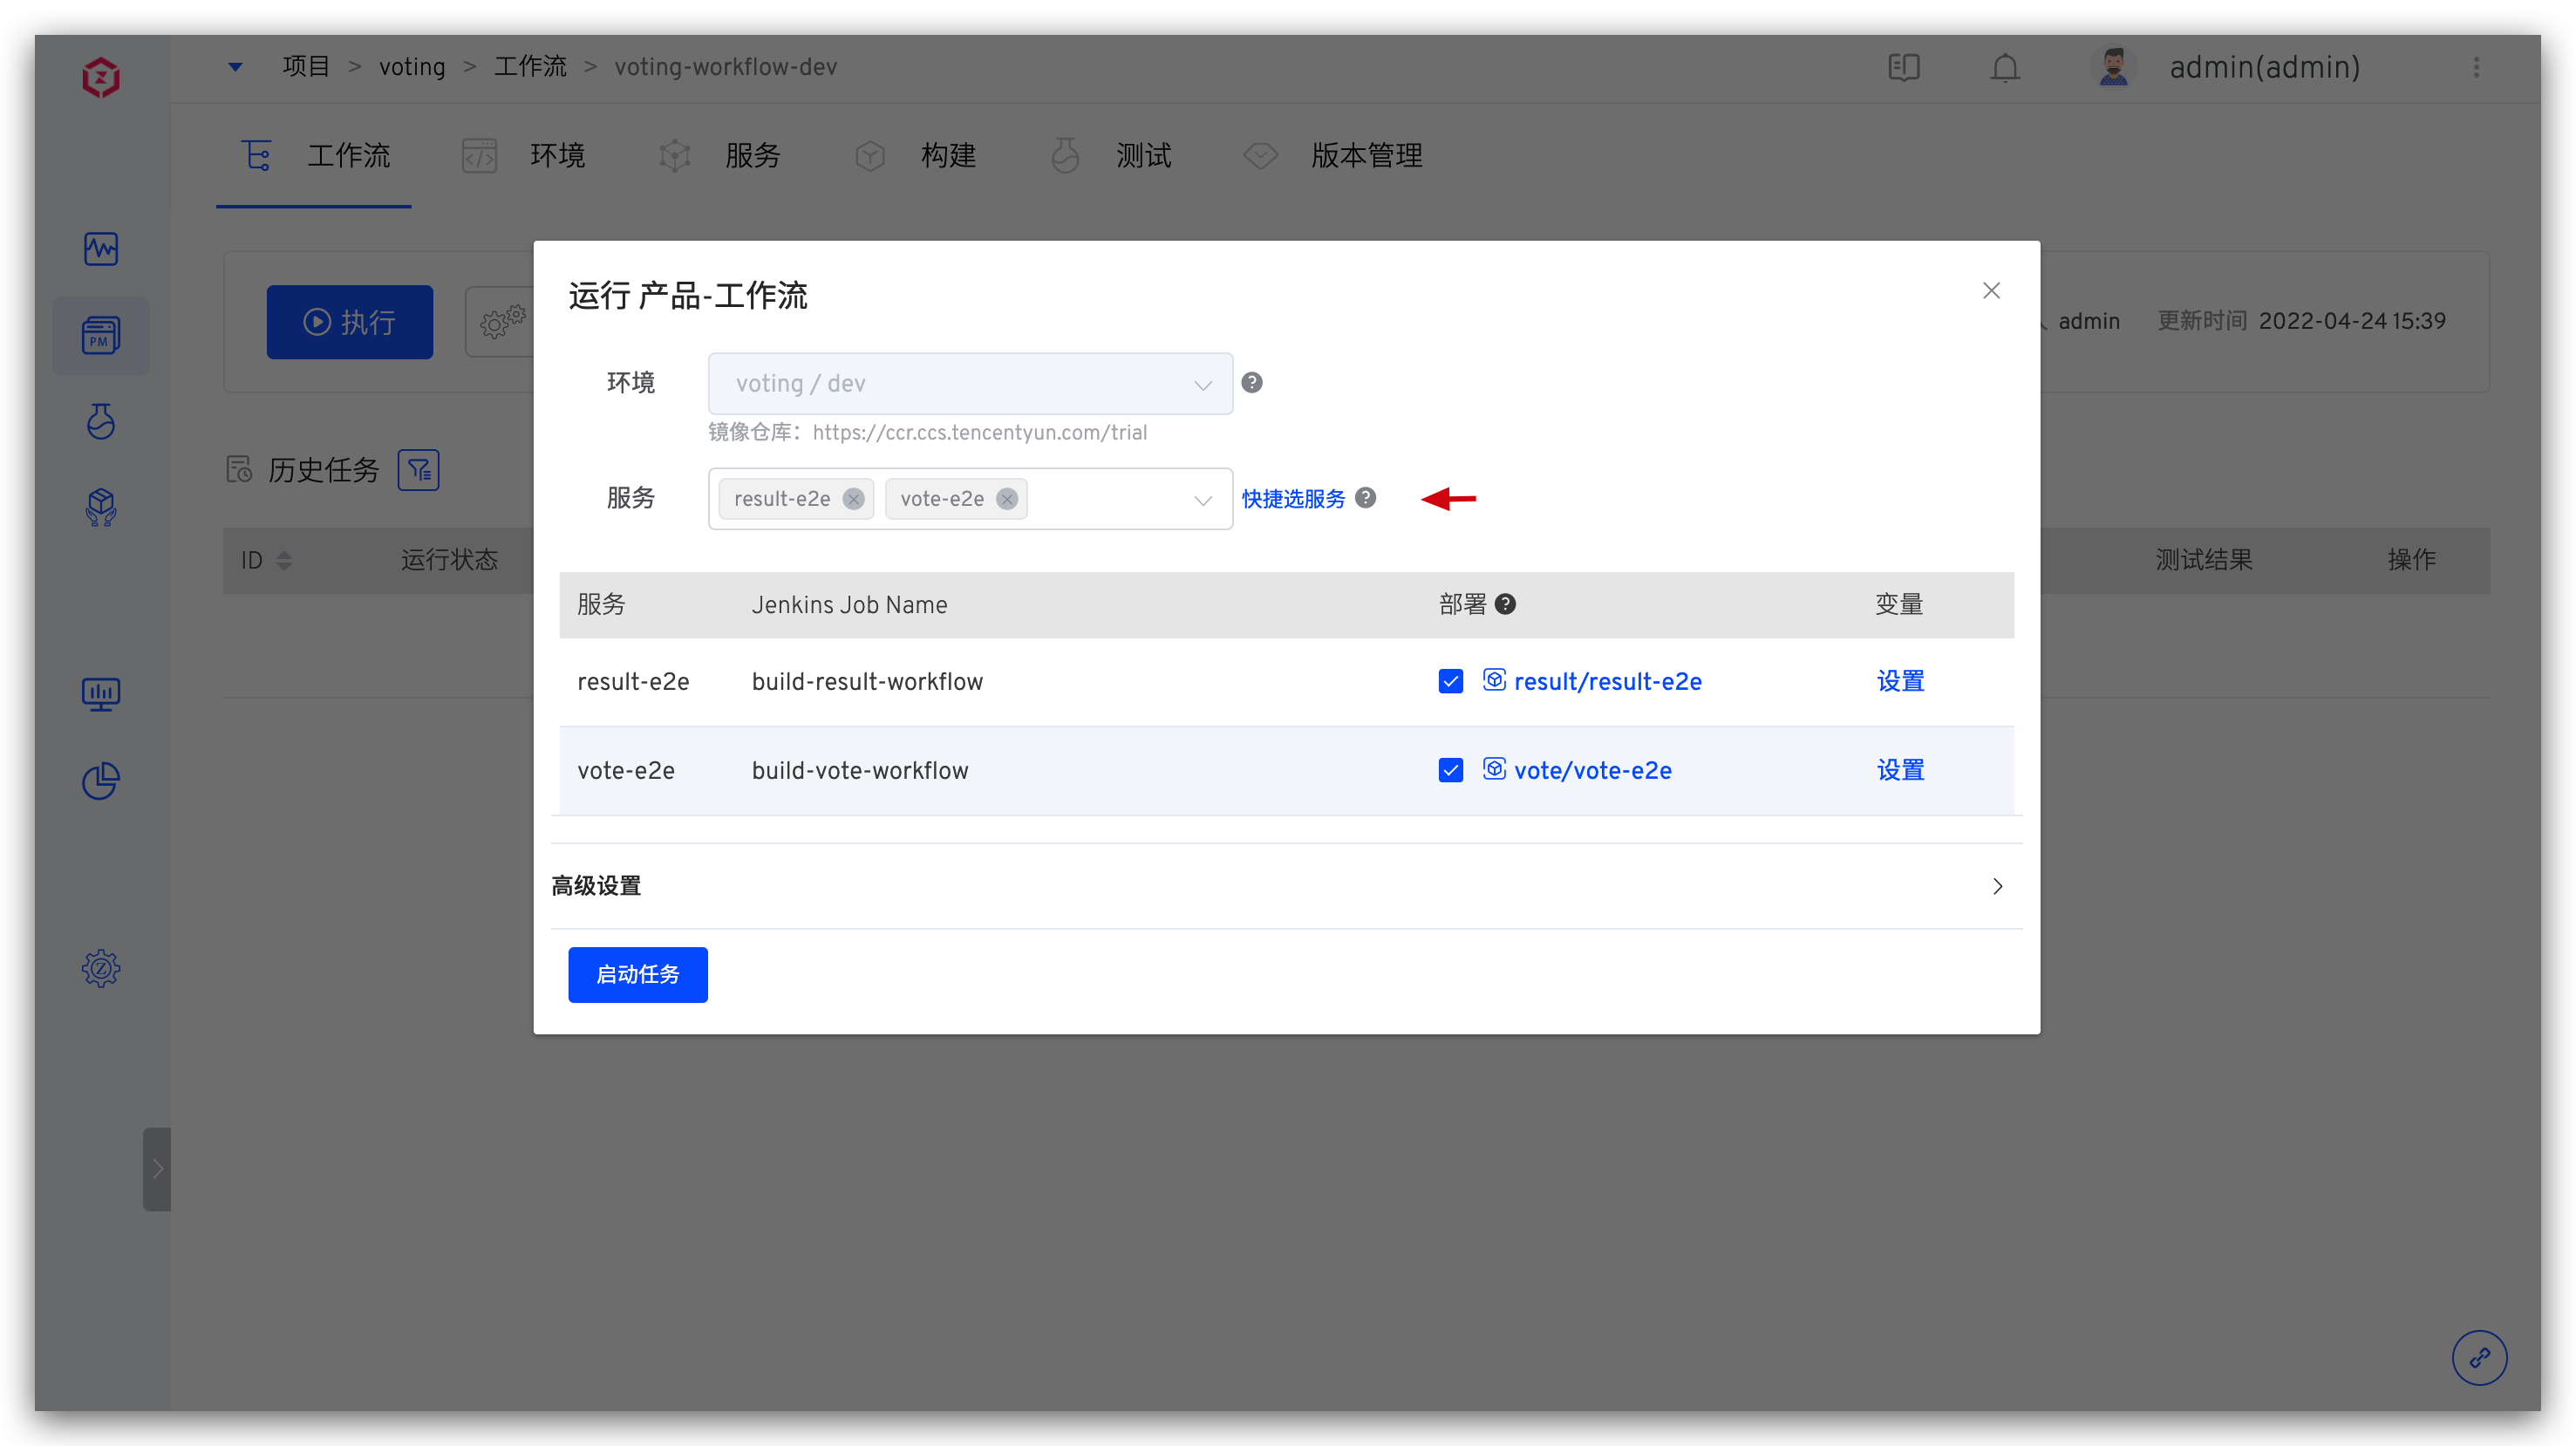 项目 > voting > 工作流 > voting-workflow-dev
admin(admin)
工作流 环境 服务 构建 测试 版本管理
PM
执行
admin 更新时间 2022-04-24 15:39
历史任务
ID 运行状态 测试结果 操作
运行 产品-工作流
环境 voting / dev
镜像仓库：https://ccr.ccs.tencentyun.com/trial
服务 result-e2e vote-e2e 快捷选服务
服务 Jenkins Job Name 部署 变量
result-e2e build-result-workflow result/result-e2e 设置
vote-e2e build-vote-workflow vote/vote-e2e 设置
高级设置
启动任务